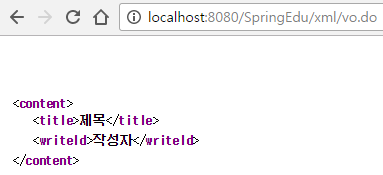 localhost:8080/SpringEdu/xml/vo.do
<content>
<title>제목</title>
<writeId>작성자</writeId>
</content>